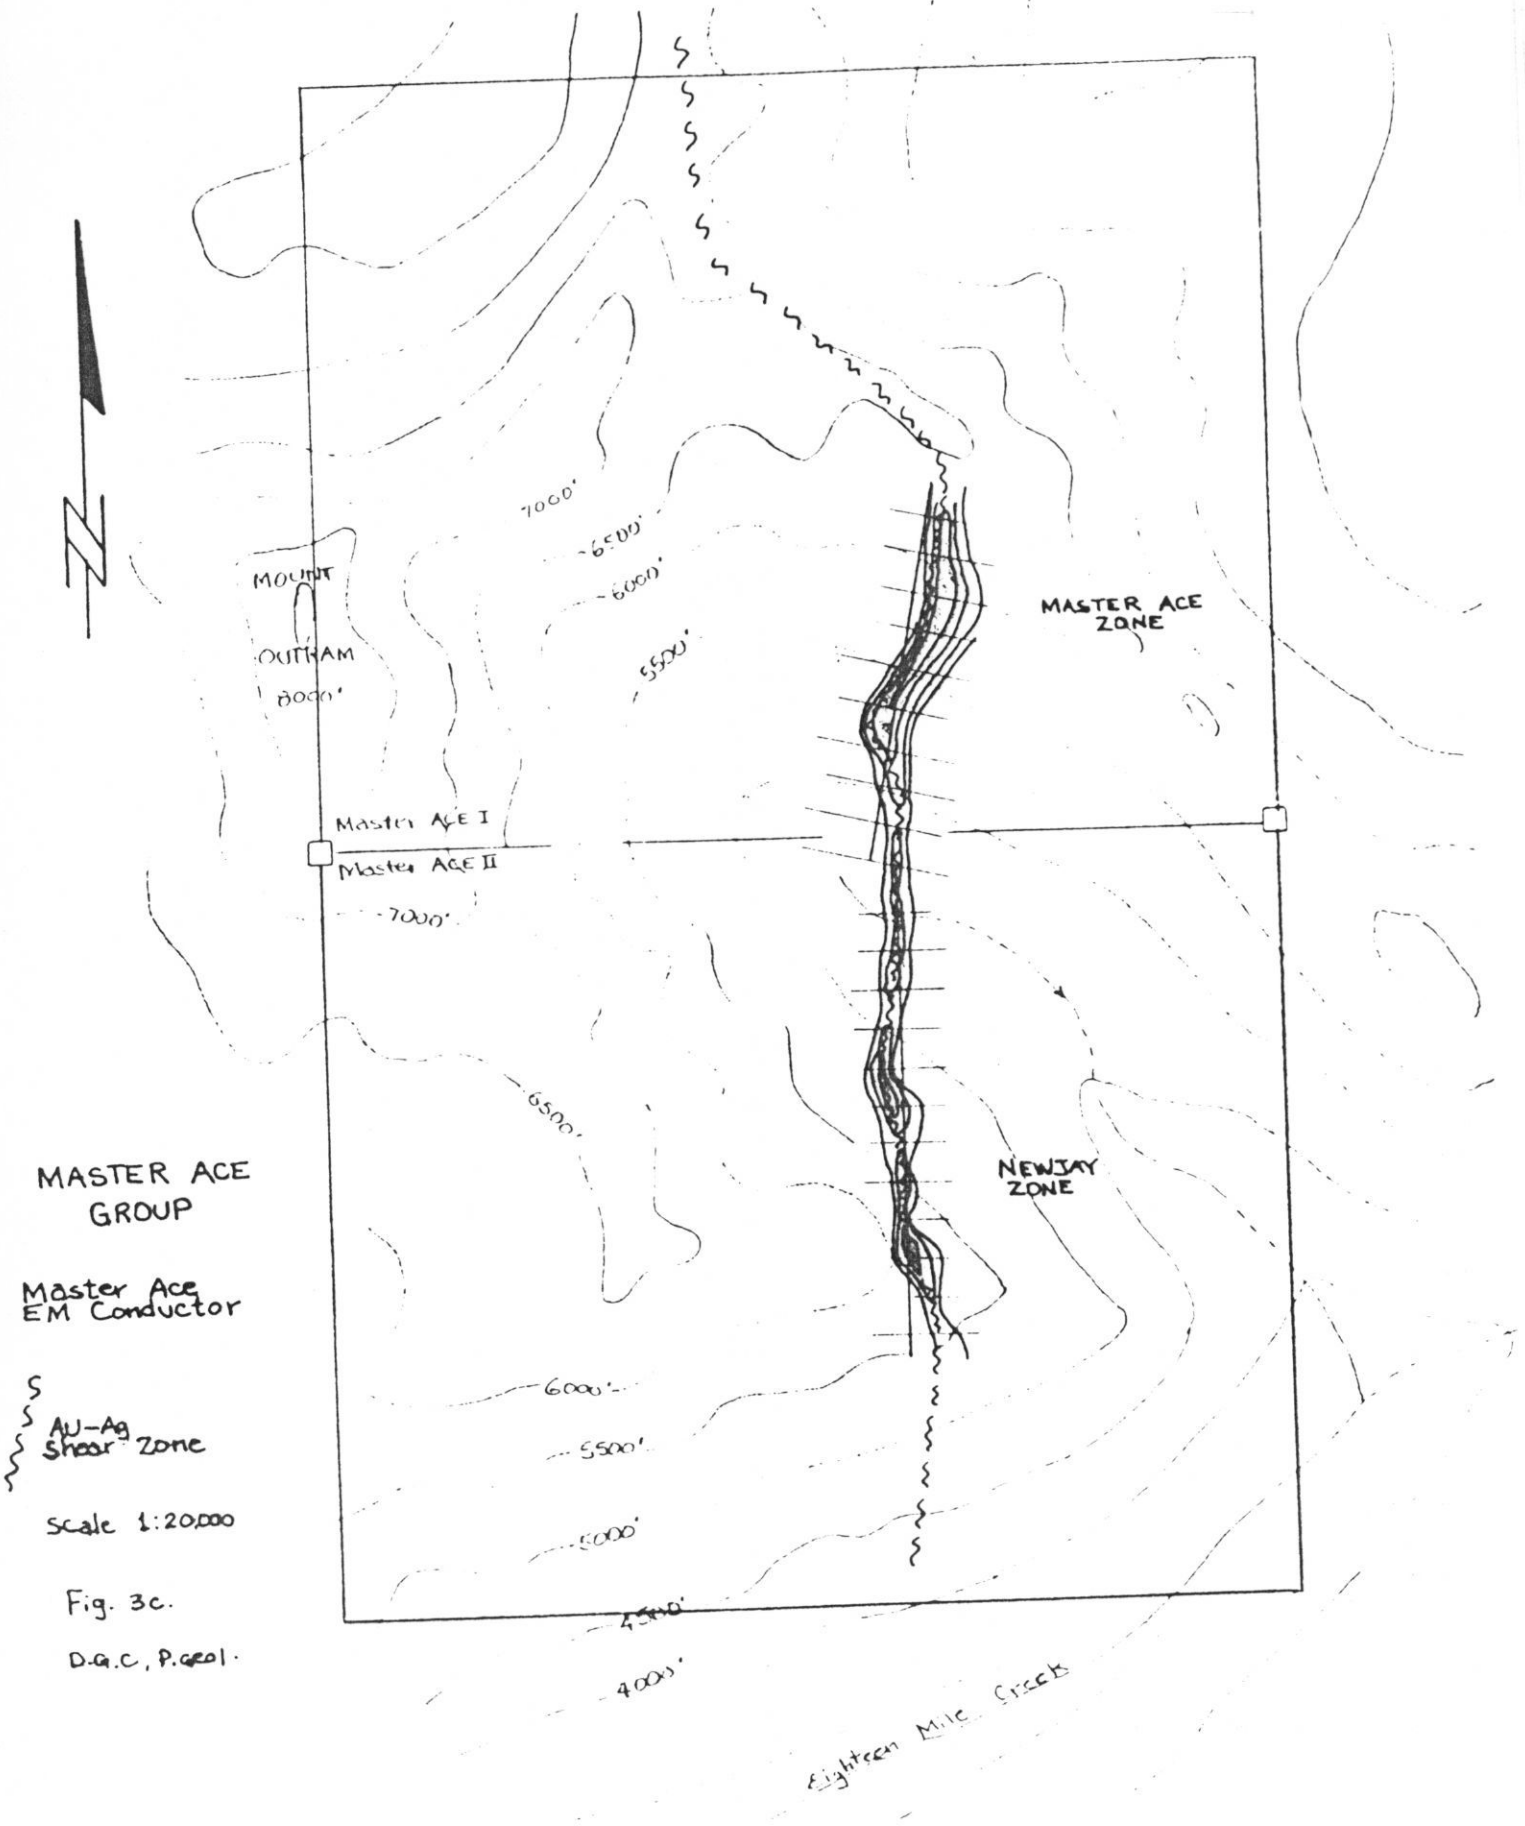 N
7000'
6500'
6000'
5500'
MOUNT
OUTRAM
8000'
MASTER ACE
ZONE
Master ACE I
Master ACE II
7000'
6500'
NEWJAY
ZONE
MASTER ACE
GROUP
Master Ace
EM Conductor
AU-Ag
Shear Zone
Scale 1:20,000
Fig. 3c.
D.G.C, P.Geol.
6000'
5500'
5000'
4500'
4000'
Eighteen Mile Creek